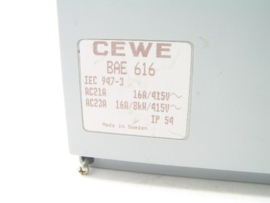 CEWE
BAE 616
IEC 947-3
AC21A 16A/415V~
AC23A 16A/8kW/415V~
IP 54
Made in Sweden